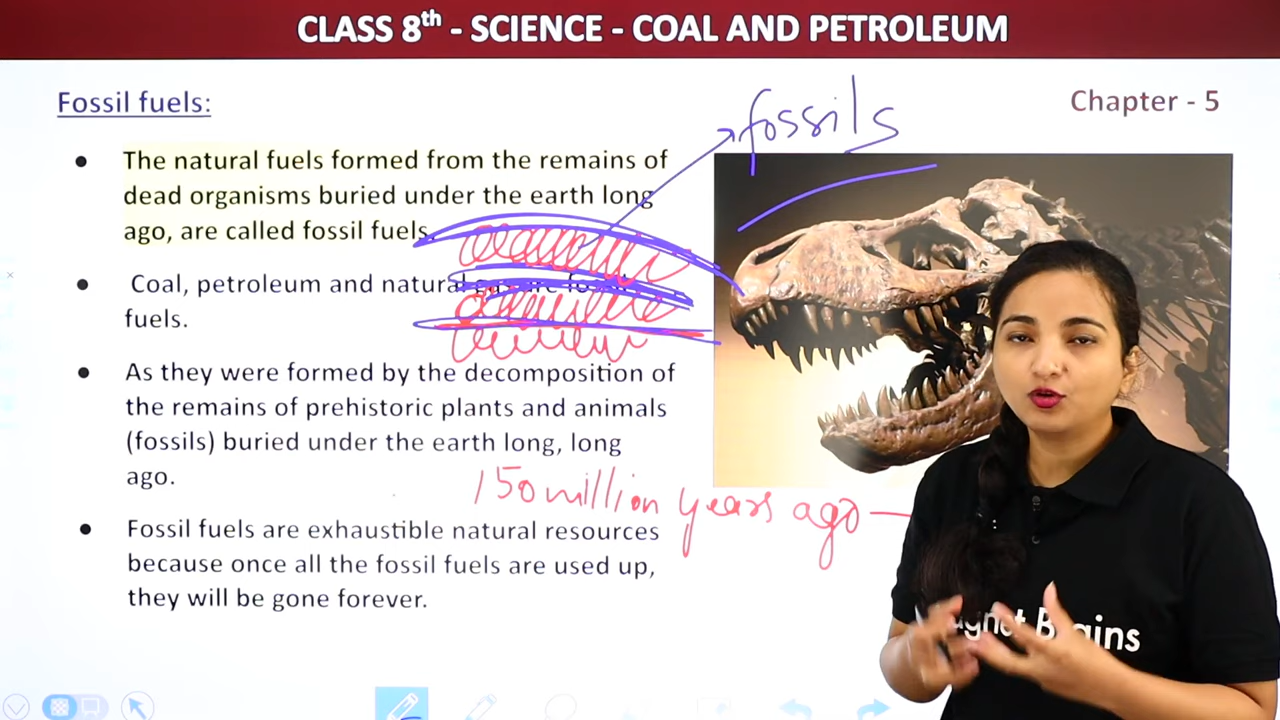 CLASS 8th - SCIENCE - COAL AND PETROLEUM
Fossil fuels:
Chapter - 5
fossils
● The natural fuels formed from the remains of
dead organisms buried under the earth long
ago, are called fossil fuels.
● Coal, petroleum and natural gas are fossil
fuels.
● As they were formed by the decomposition of
the remains of prehistoric plants and animals
(fossils) buried under the earth long, long
ago.
150 million years ago
● Fossil fuels are exhaustible natural resources
because once all the fossil fuels are used up,
they will be gone forever.